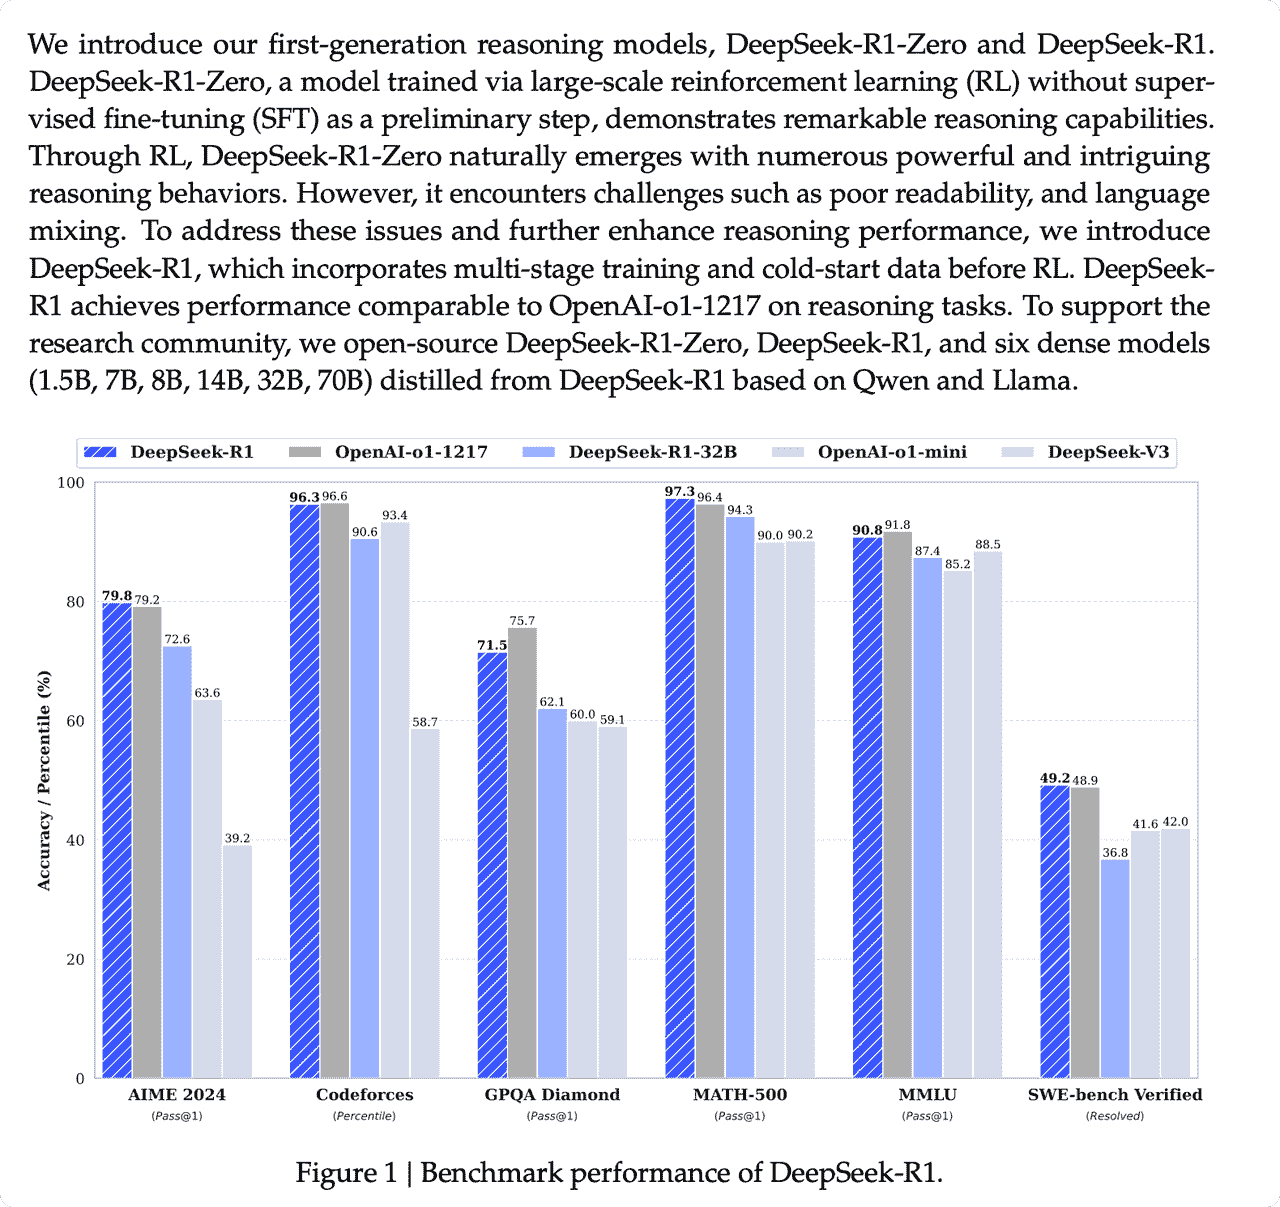 We introduce our first-generation reasoning models, DeepSeek-R1-Zero and DeepSeek-R1.
DeepSeek-R1-Zero, a model trained via large-scale reinforcement learning (RL) without super-
vised fine-tuning (SFT) as a preliminary step, demonstrates remarkable reasoning capabilities.
Through RL, DeepSeek-R1-Zero naturally emerges with numerous powerful and intriguing
reasoning behaviors. However, it encounters challenges such as poor readability, and language
mixing. To address these issues and further enhance reasoning performance, we introduce
DeepSeek-R1, which incorporates multi-stage training and cold-start data before RL. DeepSeek-
R1 achieves performance comparable to OpenAI-o1-1217 on reasoning tasks. To support the
research community, we open-source DeepSeek-R1-Zero, DeepSeek-R1, and six dense models
(1.5B, 7B, 8B, 14B, 32B, 70B) distilled from DeepSeek-R1 based on Qwen and Llama.
DeepSeek-R1 OpenAI-o1-1217 DeepSeek-R1-32B OpenAI-o1-mini DeepSeek-V3
Accuracy / Percentile (%)
100
80
60
40
20
0
79.8 79.2 72.6 63.6 39.2
96.3 96.6 90.6 93.4 58.7
71.5 75.7 62.1 60.0 59.1
97.3 96.4 94.3 90.0 90.2
90.8 91.8 87.4 85.2 88.5
49.2 48.9 36.8 41.6 42.0
AIME 2024 Codeforces GPQA Diamond MATH-500 MMLU SWE-bench Verified
(Pass@1) (Percentile) (Pass@1) (Pass@1) (Pass@1) (Resolved)
Figure 1 | Benchmark performance of DeepSeek-R1.